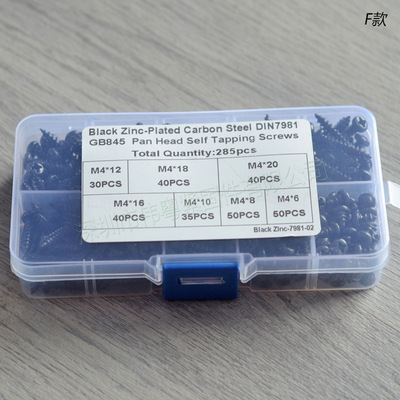 F款
Black Zinc-Plated Carbon Steel DIN7981
GB845 Pan Head Self Tapping Screws
Total Quantity:285pcs
M4*12 M4*18 M4*20
30PCS 40PCS 40PCS
M4*16 M4*10 M4*8 M4*6
40PCS 35PCS 50PCS 50PCS
Black Zinc-7981-02